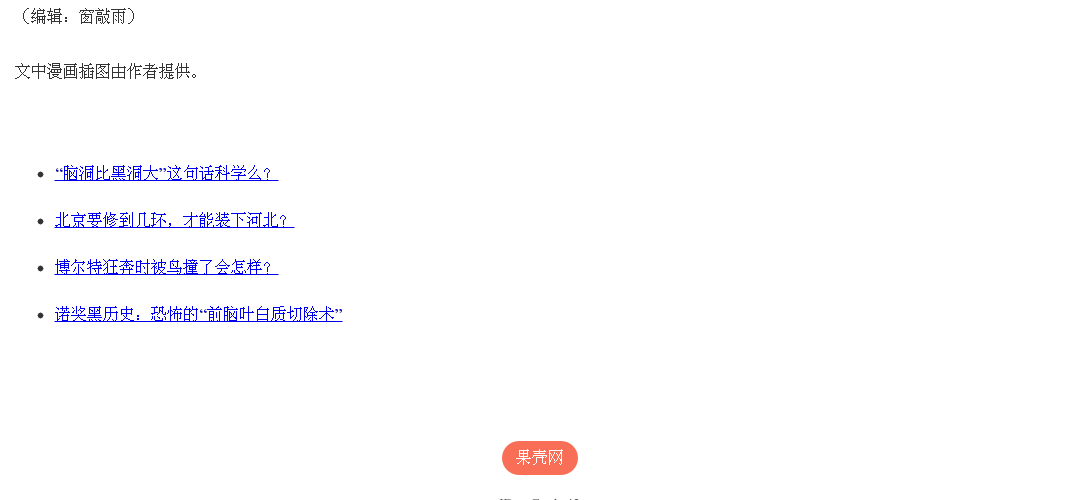 （编辑：窗敲雨）
文中漫画插图由作者提供。
“脑洞比黑洞大”这句话科学么？
北京要修到几环，才能装下河北？
博尔特狂奔时被鸟撞了会怎样？
诺奖黑历史：恐怖的“前脑叶白质切除术”
果壳网